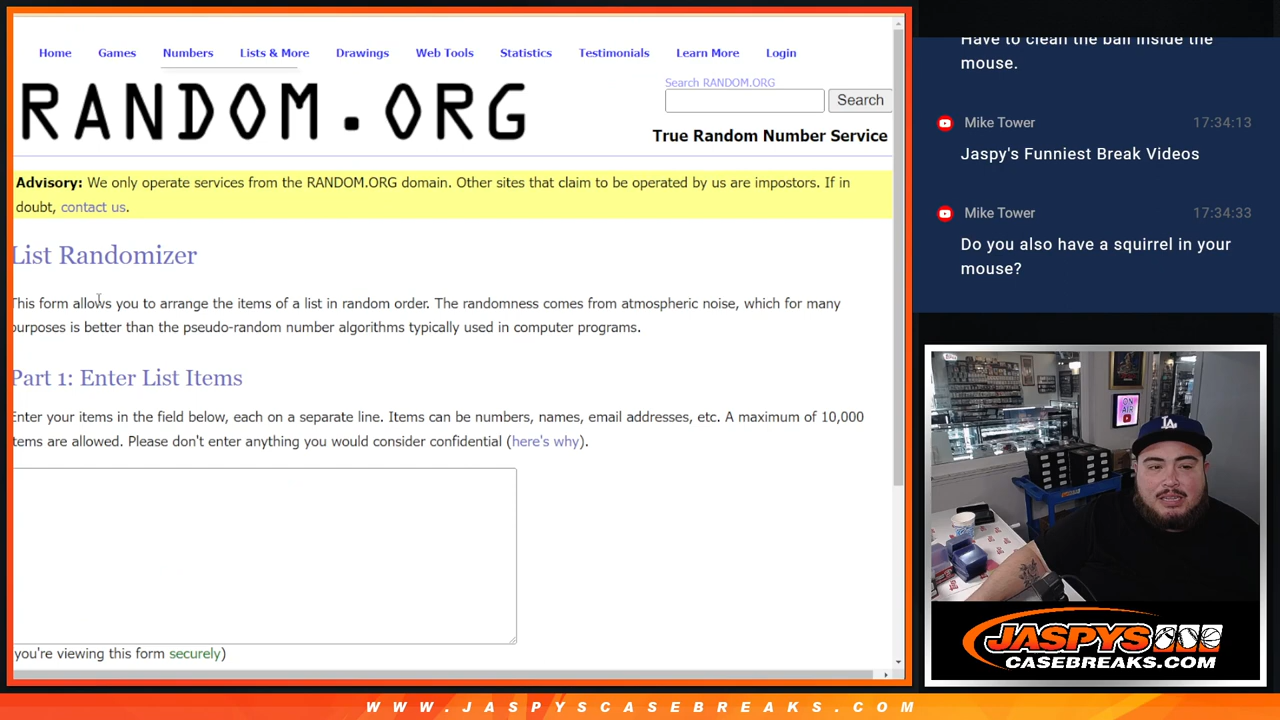 Home Games Numbers Lists & More Drawings Web Tools Statistics Testimonials Learn More Login
RANDOM.ORG
Search RANDOM.ORG
Search
True Random Number Service
Advisory: We only operate services from the RANDOM.ORG domain. Other sites that claim to be operated by us are impostors. If in
doubt, contact us.
List Randomizer
This form allows you to arrange the items of a list in random order. The randomness comes from atmospheric noise, which for many
purposes is better than the pseudo-random number algorithms typically used in computer programs.
Part 1: Enter List Items
Enter your items in the field below, each on a separate line. Items can be numbers, names, email addresses, etc. A maximum of 10,000
items are allowed. Please don't enter anything you would consider confidential (here's why).
you're viewing this form securely)
Have to clean the ball inside the
mouse.
Mike Tower 17:34:13
Jaspy's Funniest Break Videos
Mike Tower 17:34:33
Do you also have a squirrel in your
mouse?
ON
AIR
LA
JASPYS
CASEBREAKS.COM
WWW.JASPYSCASEBREAKS.COM